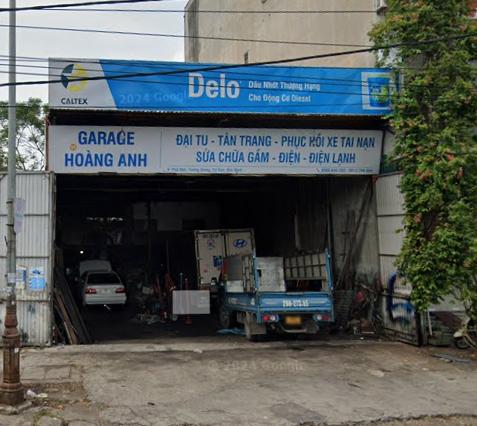 CALTEX
Delo
Dầu Nhớt Thượng Hạng
Cho Động Cơ Diesel
2024 Google
GARAGE
HOÀNG ANH
ĐẠI TU - TÂN TRANG - PHỤC HỒI XE TAI NẠN
SỬA CHỮA GẦM - ĐIỆN - ĐIỆN LẠNH
HYUNDAI
© 2024 Google